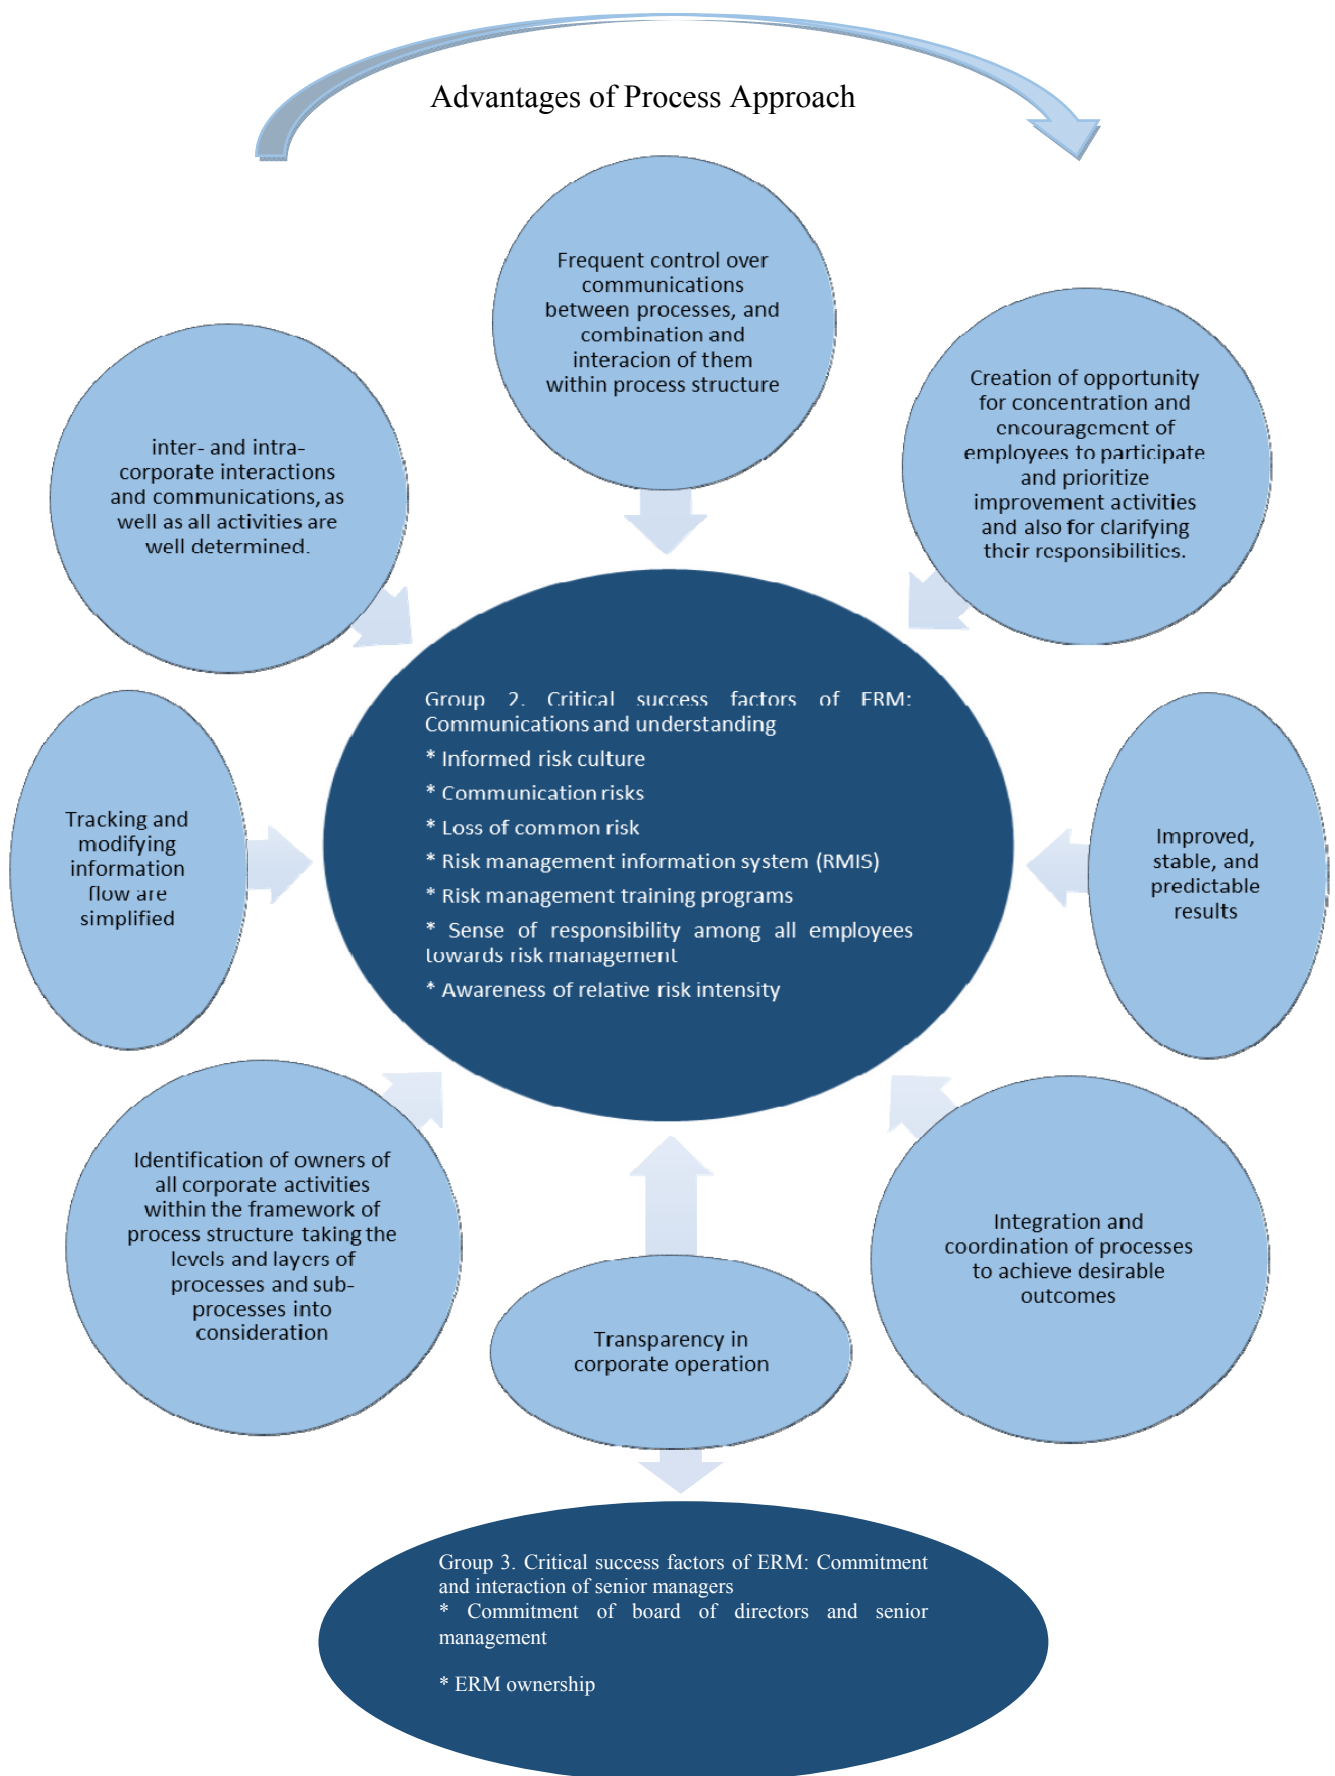 Advantages of Process Approach
Frequent control over
communications
between processes, and
combination and
interacion of them
within process structure
Creation of opportunity
for concentration and
encouragement of
employees to participate
and prioritize
improvement activities
and also for clarifying
their responsibilities.
inter- and intra-
corporate interactions
and communications, as
well as all activities are
well determined.
Group 2. Critical success factors of ERM:
Communications and understanding
* Informed risk culture
* Communication risks
* Loss of common risk
* Risk management information system (RMIS)
* Risk management training programs
* Sense of responsibility among all employees
towards risk management
* Awareness of relative risk intensity
Tracking and
modifying
information
flow are
simplified
Improved,
stable, and
predictable
results
Identification of owners of
all corporate activities
within the framework of
process structure taking the
levels and layers of
processes and sub-
processes into
consideration
Integration and
coordination of processes
to achieve desirable
outcomes
Transparency in
corporate operation
Group 3. Critical success factors of ERM: Commitment
and interaction of senior managers
* Commitment of board of directors and senior
management
* ERM ownership